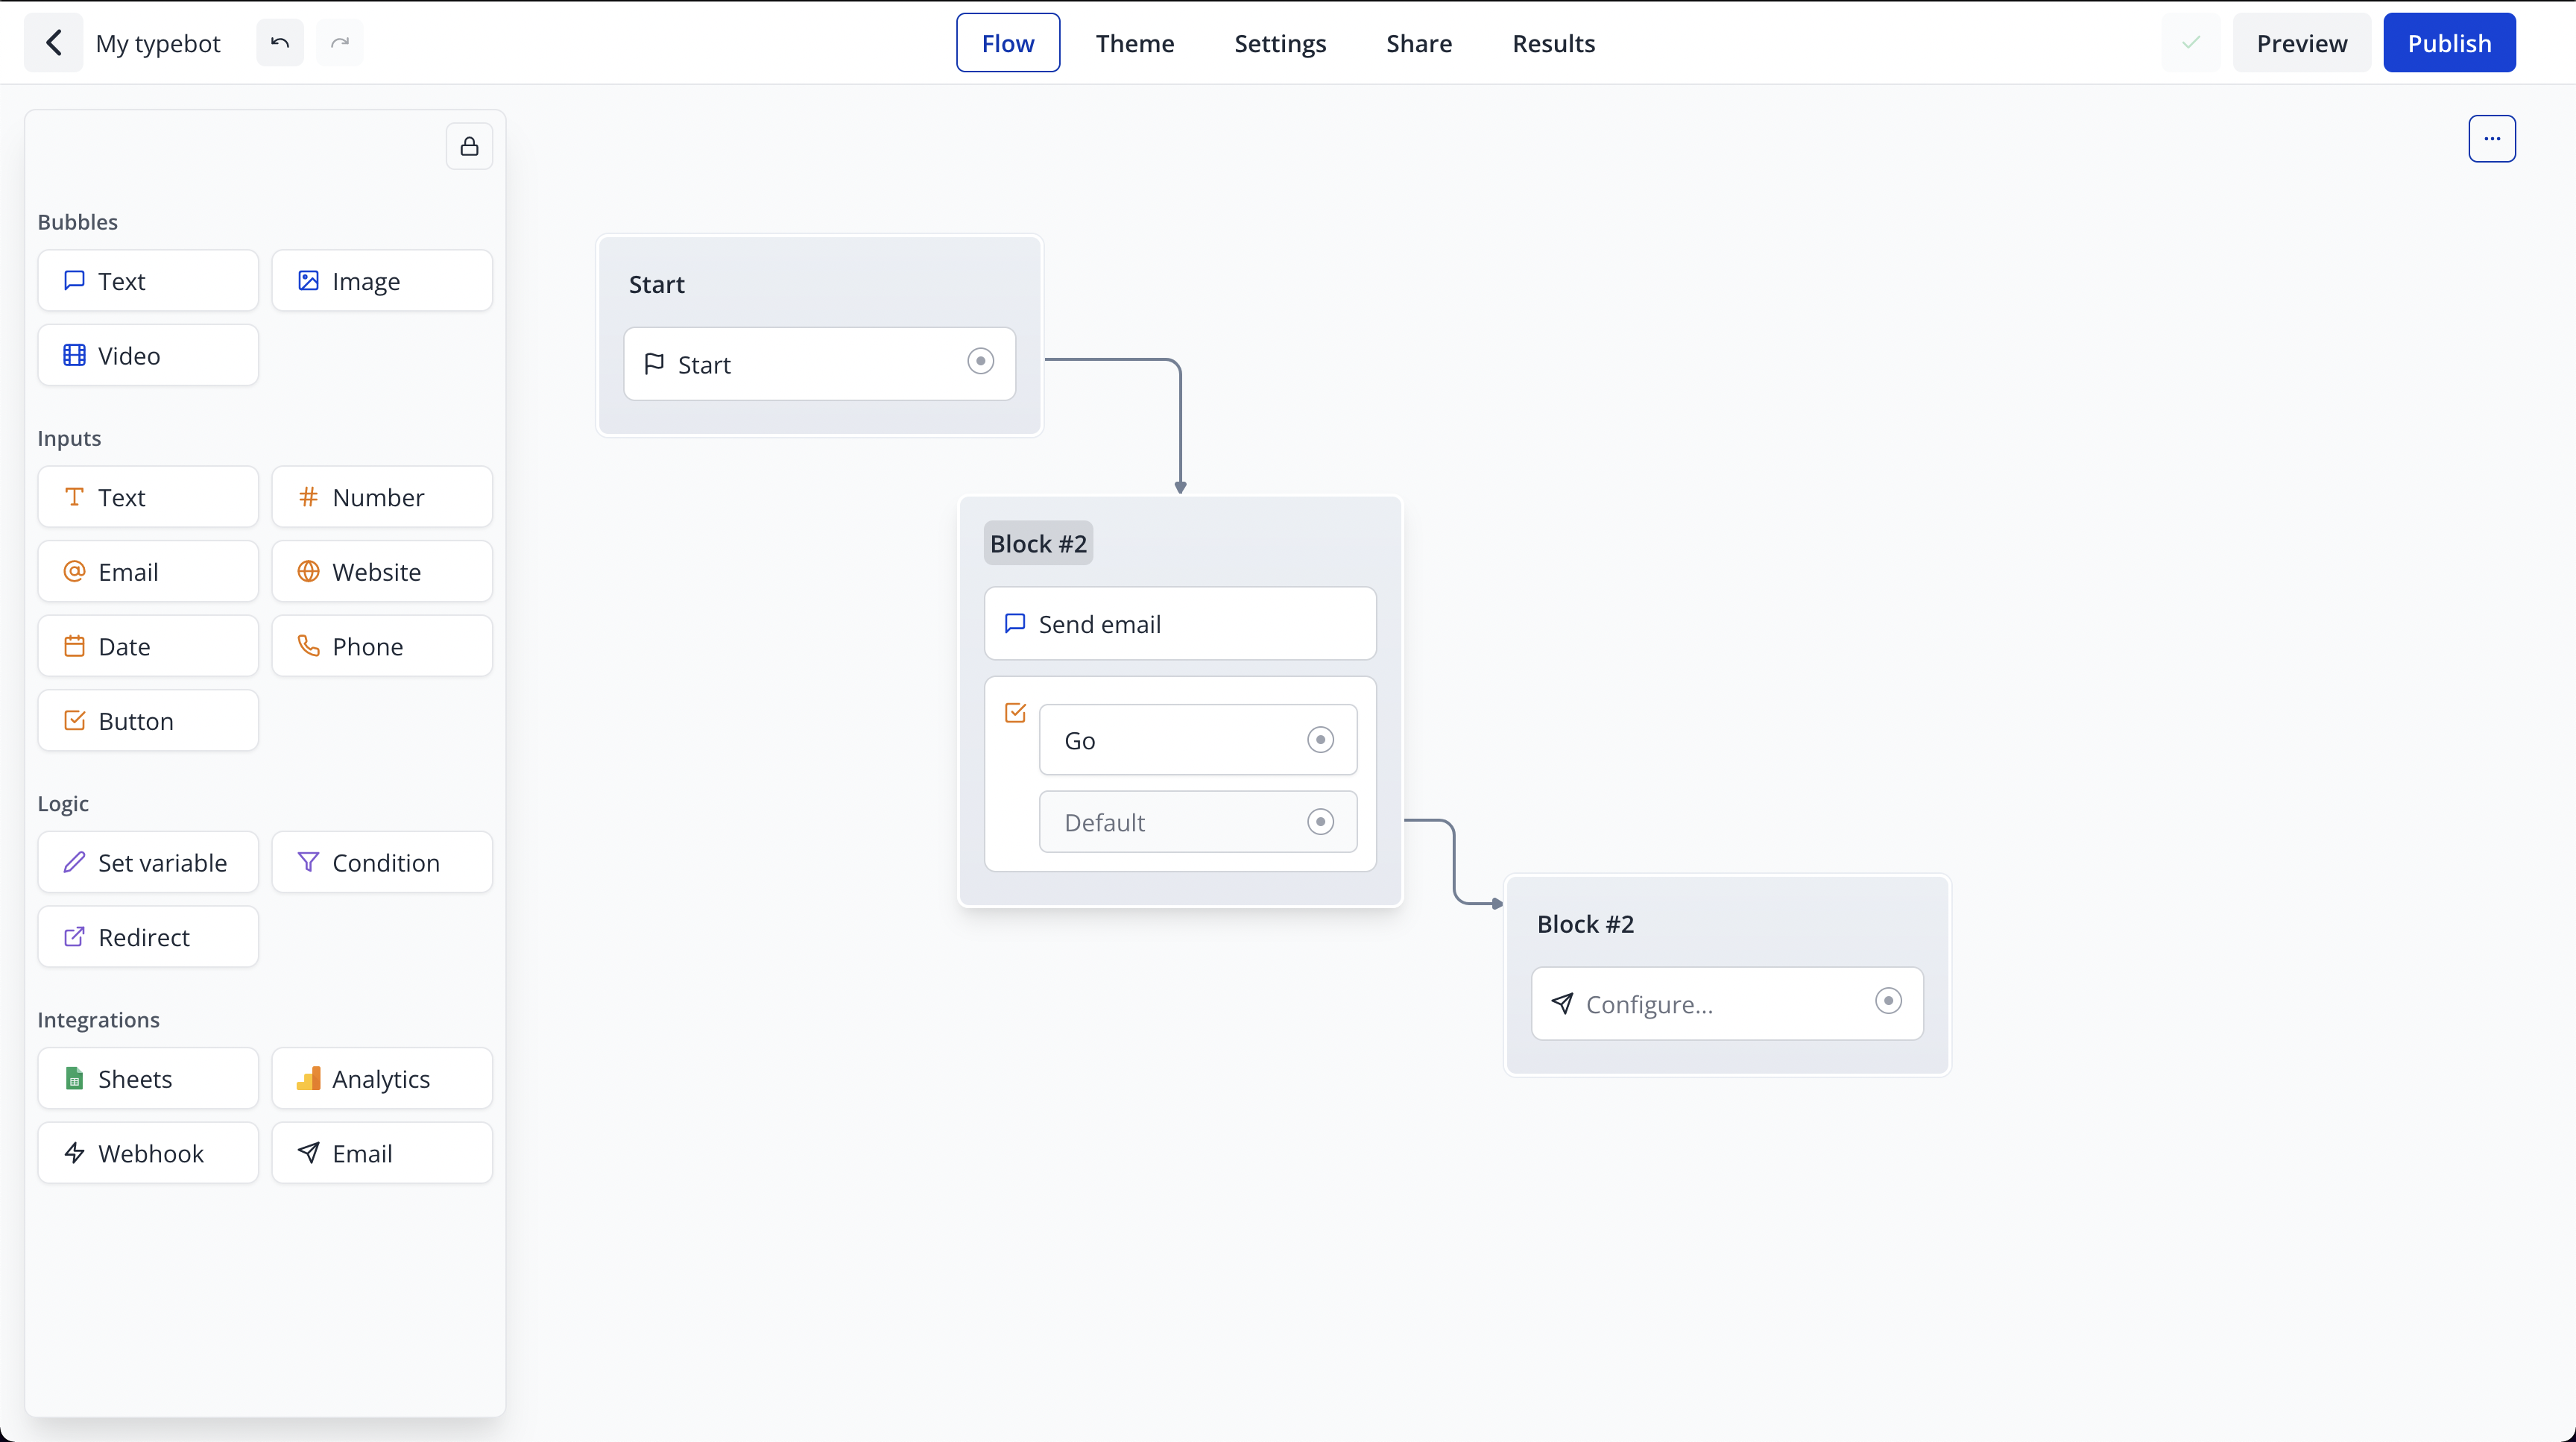 My typebot
Flow
Theme
Settings
Share
Results
Preview
Publish
...
Bubbles
Text
Image
Video
Inputs
Text
Number
Email
Website
Date
Phone
Button
Logic
Set variable
Condition
Redirect
Integrations
Sheets
Analytics
Webhook
Email
Start
Start
Block #2
Send email
Go
Default
Block #2
Configure...